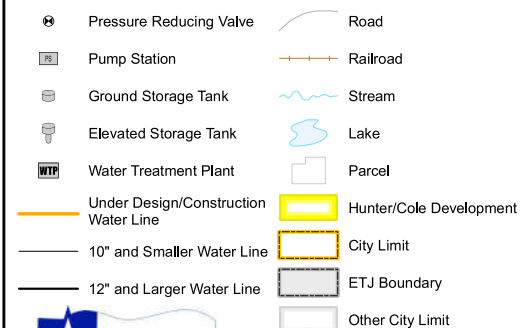 Pressure Reducing Valve
Road
PS Pump Station
Railroad
Ground Storage Tank
Stream
Elevated Storage Tank
Lake
WTP Water Treatment Plant
Parcel
Under Design/Construction
Water Line
Hunter/Cole Development
10" and Smaller Water Line
City Limit
12" and Larger Water Line
ETJ Boundary
Other City Limit